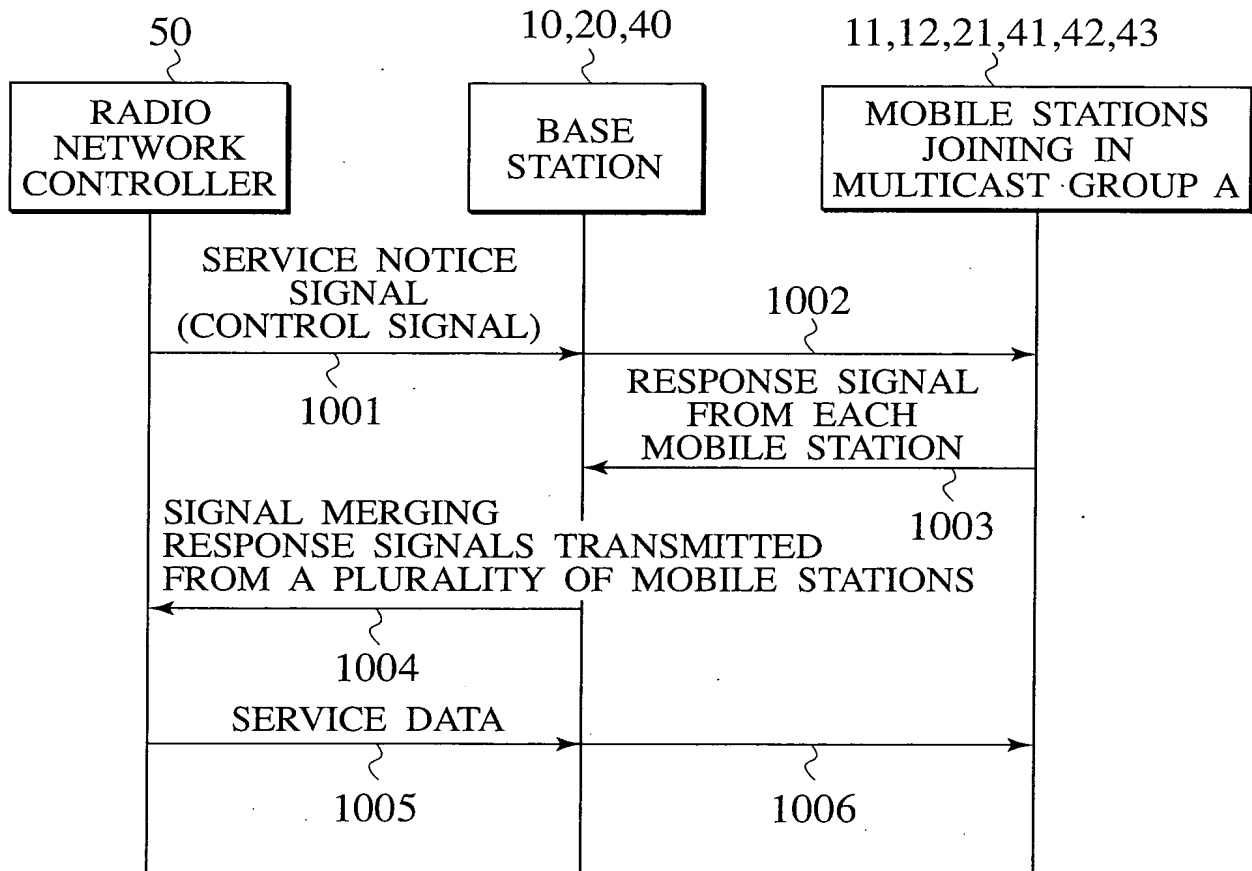 50
10,20,40
11,12,21,41,42,43
RADIO
NETWORK
CONTROLLER
BASE
STATION
MOBILE STATIONS
JOINING IN
MULTICAST GROUP A
SERVICE NOTICE
SIGNAL
(CONTROL SIGNAL)
1001
1002
RESPONSE SIGNAL
FROM EACH
MOBILE STATION
1003
SIGNAL MERGING
RESPONSE SIGNALS TRANSMITTED
FROM A PLURALITY OF MOBILE STATIONS
1004
SERVICE DATA
1005
1006